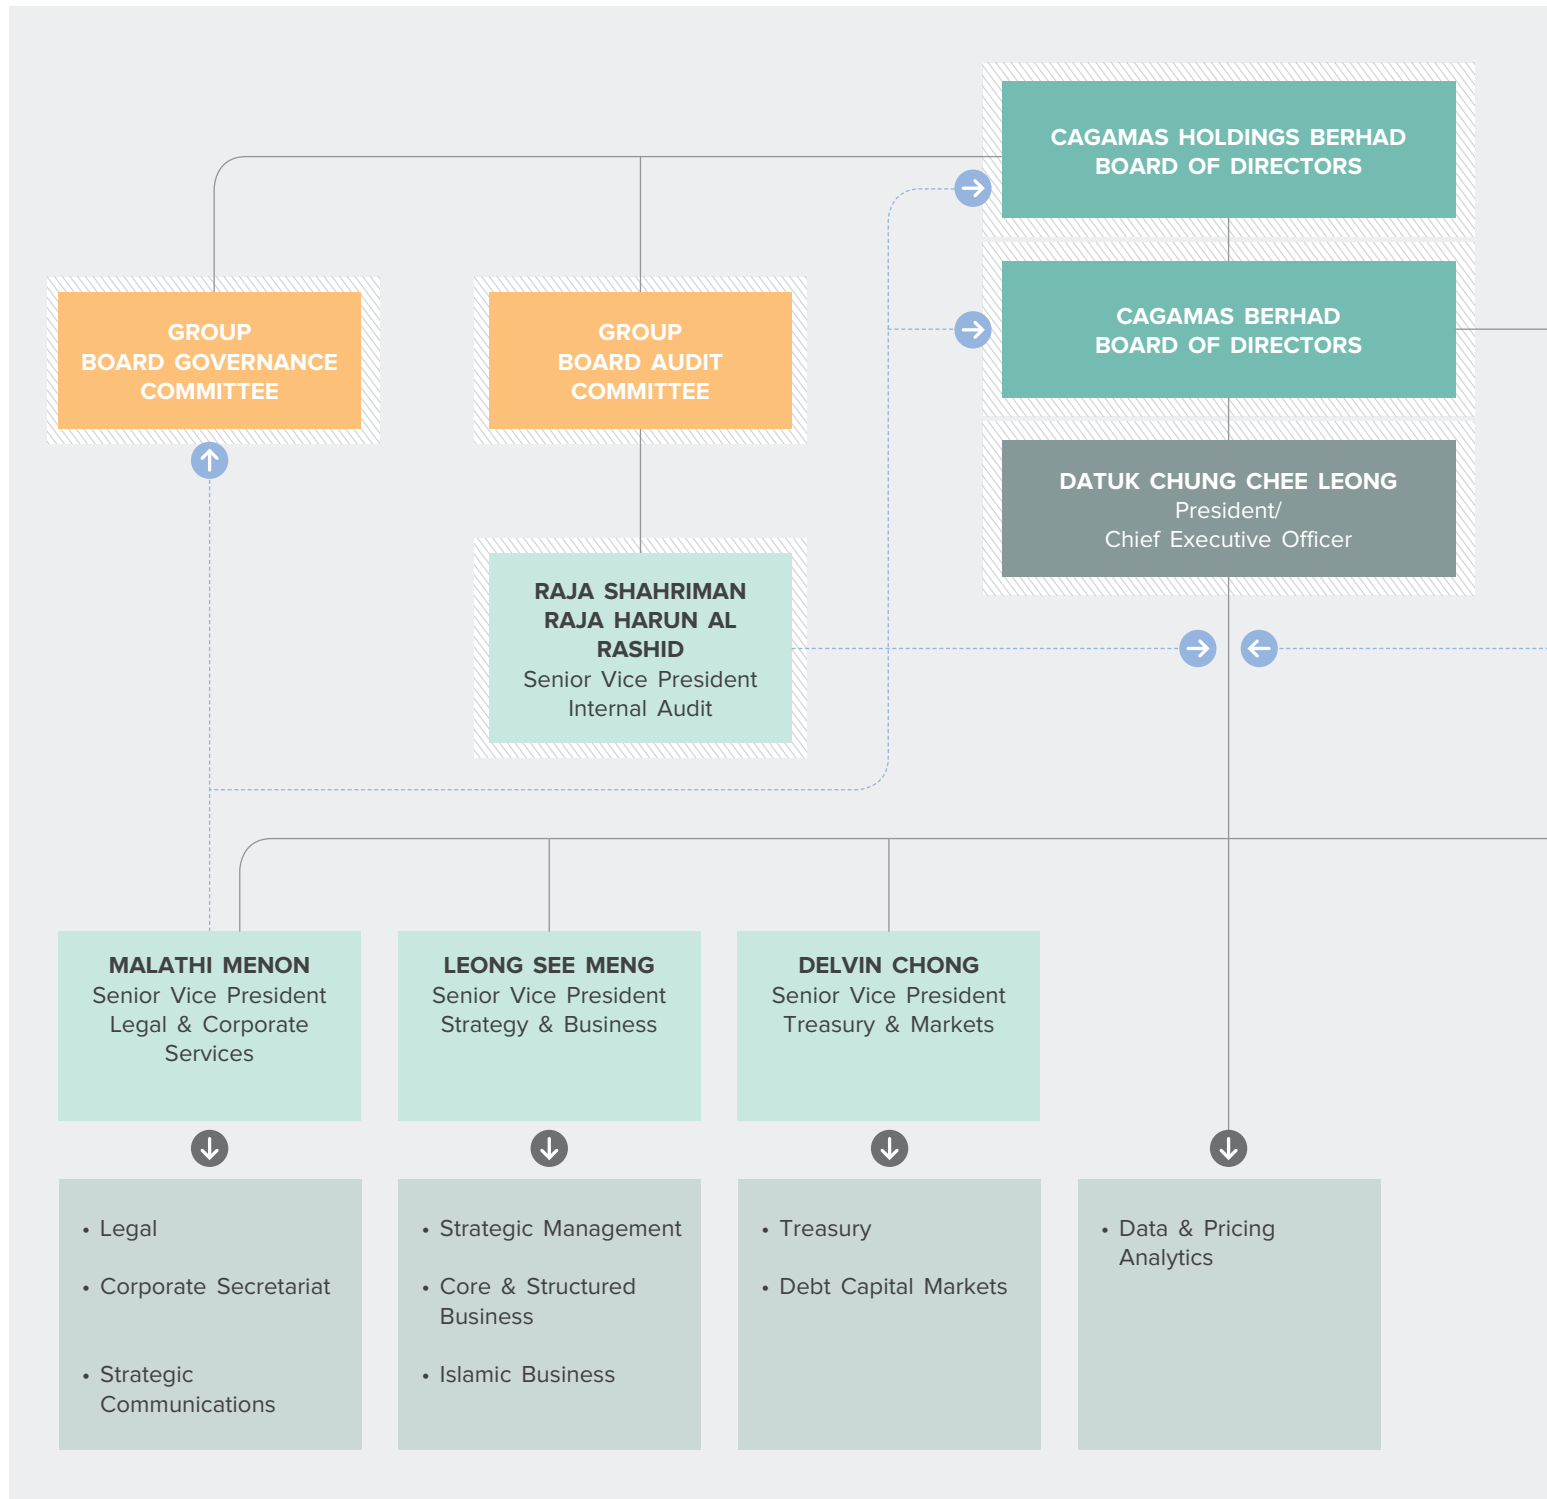 CAGAMAS HOLDINGS BERHAD
BOARD OF DIRECTORS
GROUP
BOARD GOVERNANCE
COMMITTEE
GROUP
BOARD AUDIT
COMMITTEE
CAGAMAS BERHAD
BOARD OF DIRECTORS
DATUK CHUNG CHEE LEONG
President/
Chief Executive Officer
RAJA SHAHRIMAN
RAJA HARUN AL
RASHID
Senior Vice President
Internal Audit
MALATHI MENON
Senior Vice President
Legal & Corporate
Services
LEONG SEE MENG
Senior Vice President
Strategy & Business
DELVIN CHONG
Senior Vice President
Treasury & Markets
• Legal
• Corporate Secretariat
• Strategic
Communications
• Strategic Management
• Core & Structured
Business
• Islamic Business
• Treasury
• Debt Capital Markets
• Data & Pricing
Analytics